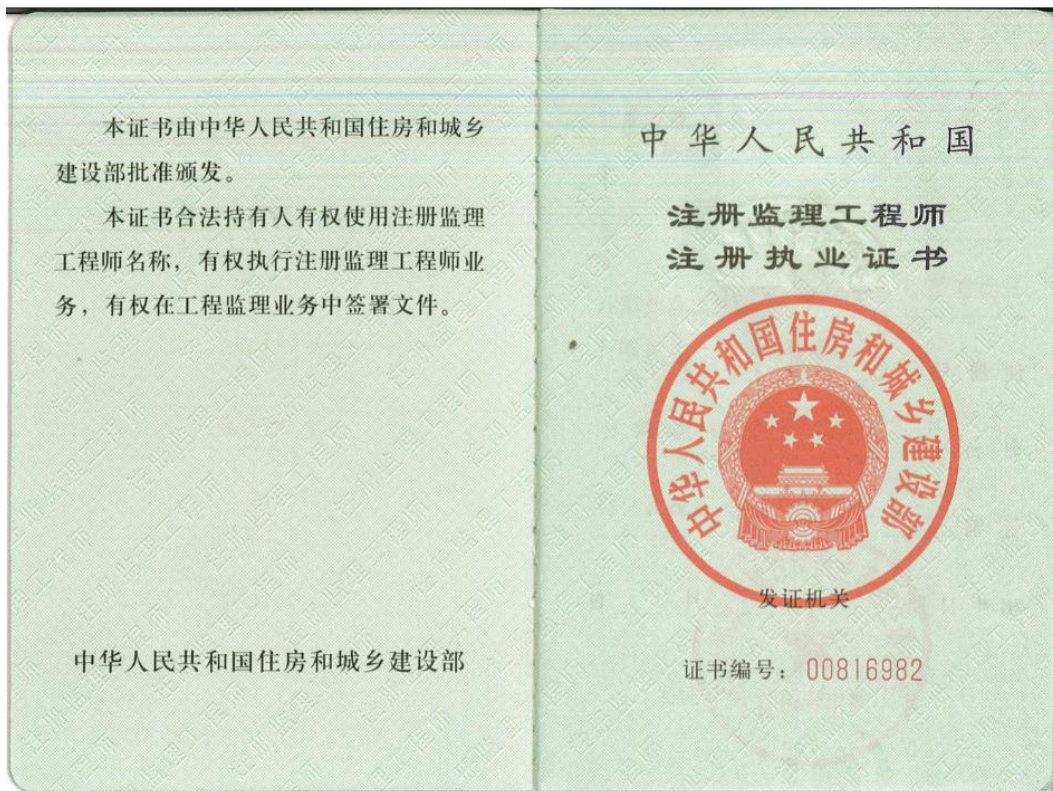 本证书由中华人民共和国住房和城乡
建设部批准颁发。
本证书合法持有人有权使用注册监理
工程师名称，有权执行注册监理工程师业
务，有权在工程监理业务中签署文件。
中华人民共和国住房和城乡建设部
中华人民共和国
注册监理工程师
注册执业证书
中华人民共和国住房和城乡建设部
发证机关
证书编号：00816982